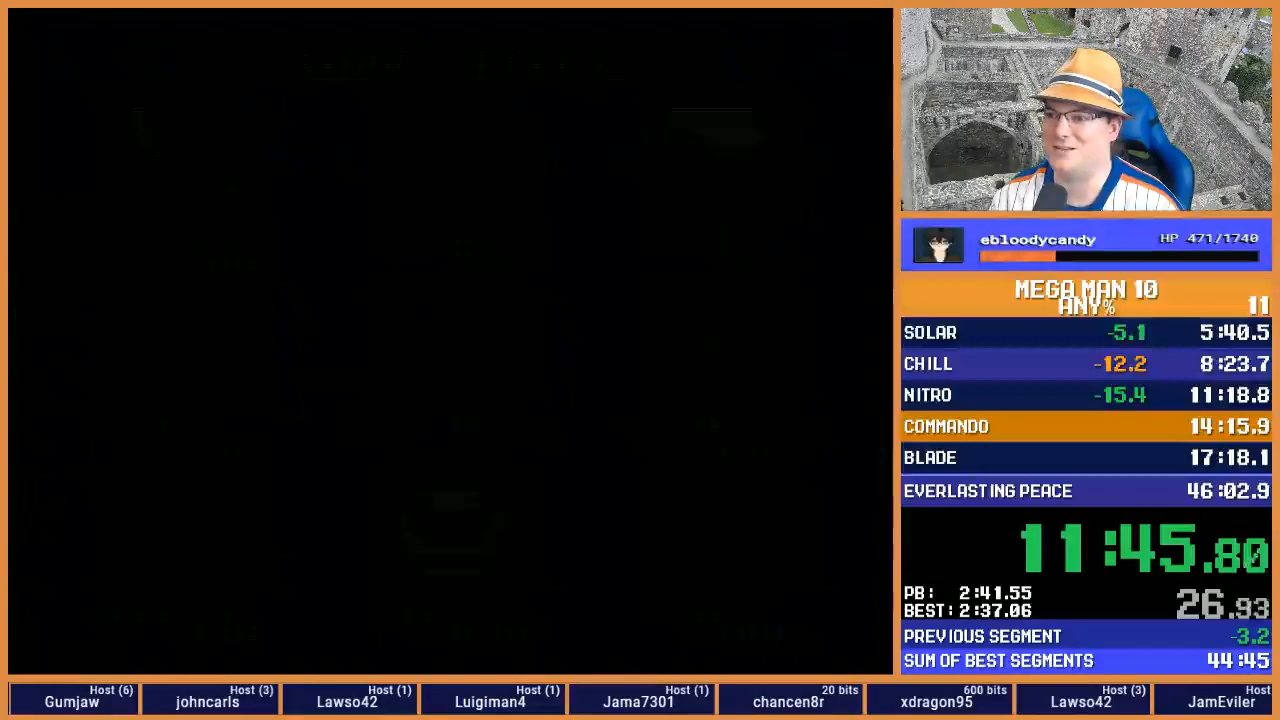 ebloodycandy HP 471/1740
MEGA MAN 10
ANY% 11
SOLAR -5.1 5:40.5
CHILL -12.2 8:23.7
NITRO -15.4 11:18.8
COMMANDO 14:15.9
BLADE 17:18.1
EVERLASTING PEACE 46:02.9
11:45.80
PB: 2:41.55
BEST: 2:37.06 26.93
PREVIOUS SEGMENT -3.2
SUM OF BEST SEGMENTS 44:45
Host (6) Host (3) Host (1) Host (1) Host (1) 20 bits 600 bits Host (3) Host
Gumjaw johncarls Lawso42 Luigiman4 Jama7301 chancen8r xdragon95 Lawso42 JamEviler